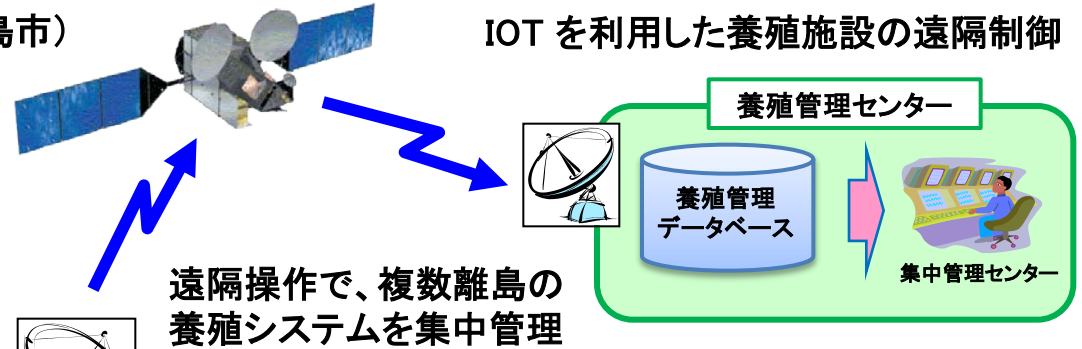 島市）
IOT を利用した養殖施設の遠隔制御
養殖管理センター
養殖管理
データベース
集中管理センター
遠隔操作で、複数離島の
養殖システムを集中管理